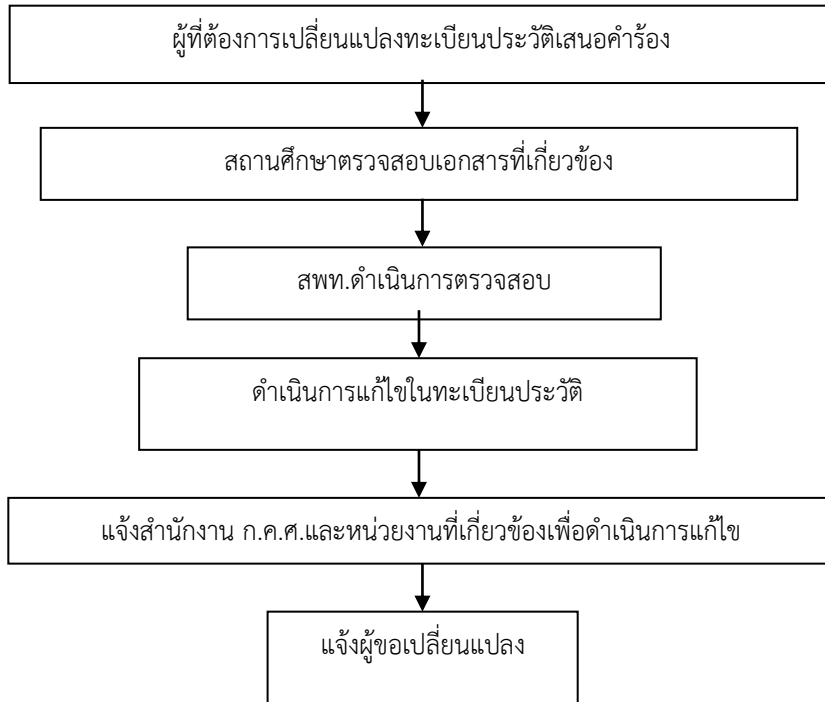 ผู้ที่ต้องการเปลี่ยนแปลงทะเบียนประวัติเสนอคำร้อง
สถานศึกษาตรวจสอบเอกสารที่เกี่ยวข้อง
สพท.ดำเนินการตรวจสอบ
ดำเนินการแก้ไขในทะเบียนประวัติ
แจ้งสำนักงาน ก.ค.ศ.และหน่วยงานที่เกี่ยวข้องเพื่อดำเนินการแก้ไข
แจ้งผู้ขอเปลี่ยนแปลง